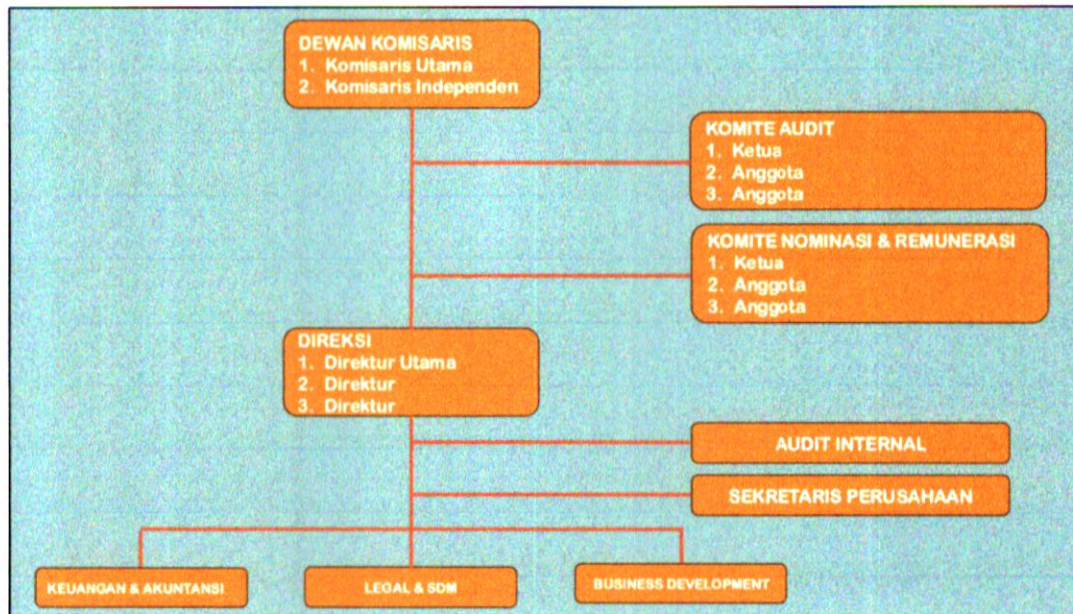 DEWAN KOMISARIS
1. Komisaris Utama
2. Komisaris Independen
KOMITE AUDIT
1. Ketua
2. Anggota
3. Anggota
KOMITE NOMINASI & REMUNERASI
1. Ketua
2. Anggota
3. Anggota
DIREKSI
1. Direktur Utama
2. Direktur
3. Direktur
AUDIT INTERNAL
SEKRETARIS PERUSAHAAN
KEUANGAN & AKUNTANSI
LEGAL & SDM
BUSINESS DEVELOPMENT